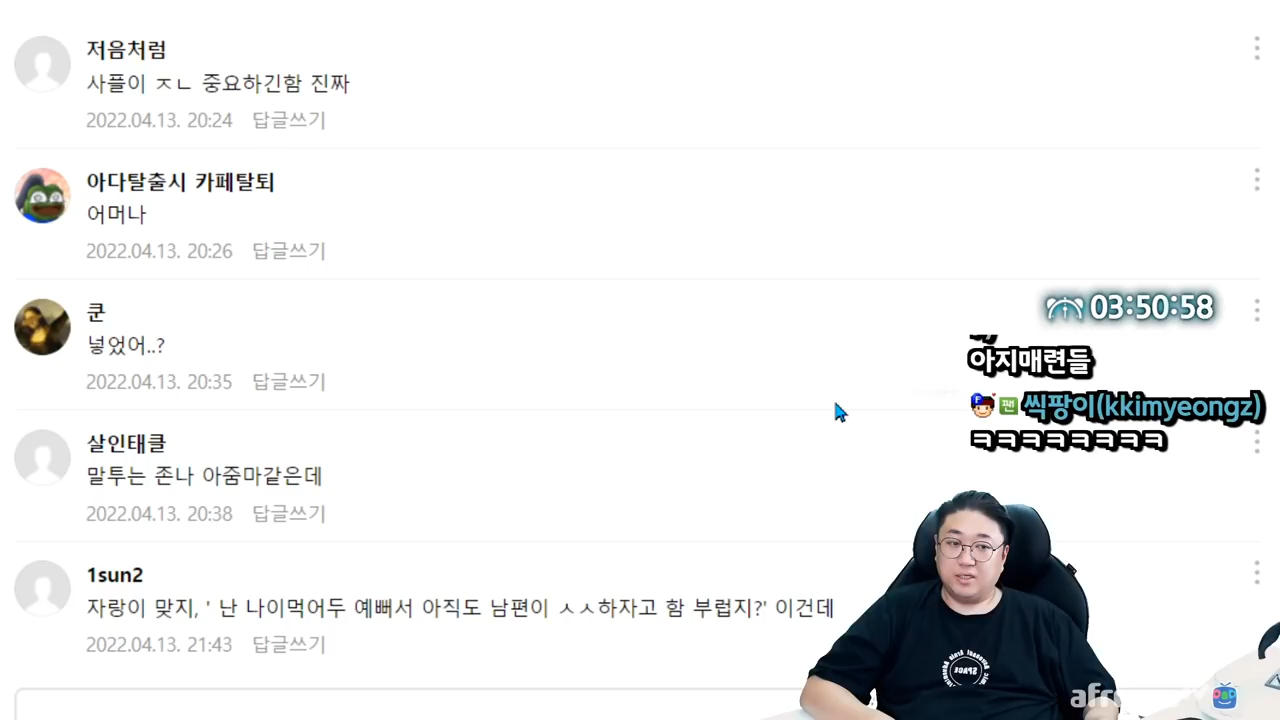 저음처럼
사플이 ㅈㄴ 중요하긴함 진짜
2022.04.13. 20:24 답글쓰기
아다탈출시 카페탈퇴
어머나
2022.04.13. 20:26 답글쓰기
쿤
넣었어..?
2022.04.13. 20:35 답글쓰기
살인태클
말투는 존나 아줌마같은데
2022.04.13. 20:38 답글쓰기
1sun2
자랑이 맞지, ' 난 나이먹어두 예뻐서 아직도 남편이 ㅅㅅ하자고 함 부럽지?' 이건데
2022.04.13. 21:43 답글쓰기
03:50:58
아지매련들
F 팬 씩팡이(kkimyeongz)
ㅋㅋㅋㅋㅋㅋㅋㅋ
SPACE